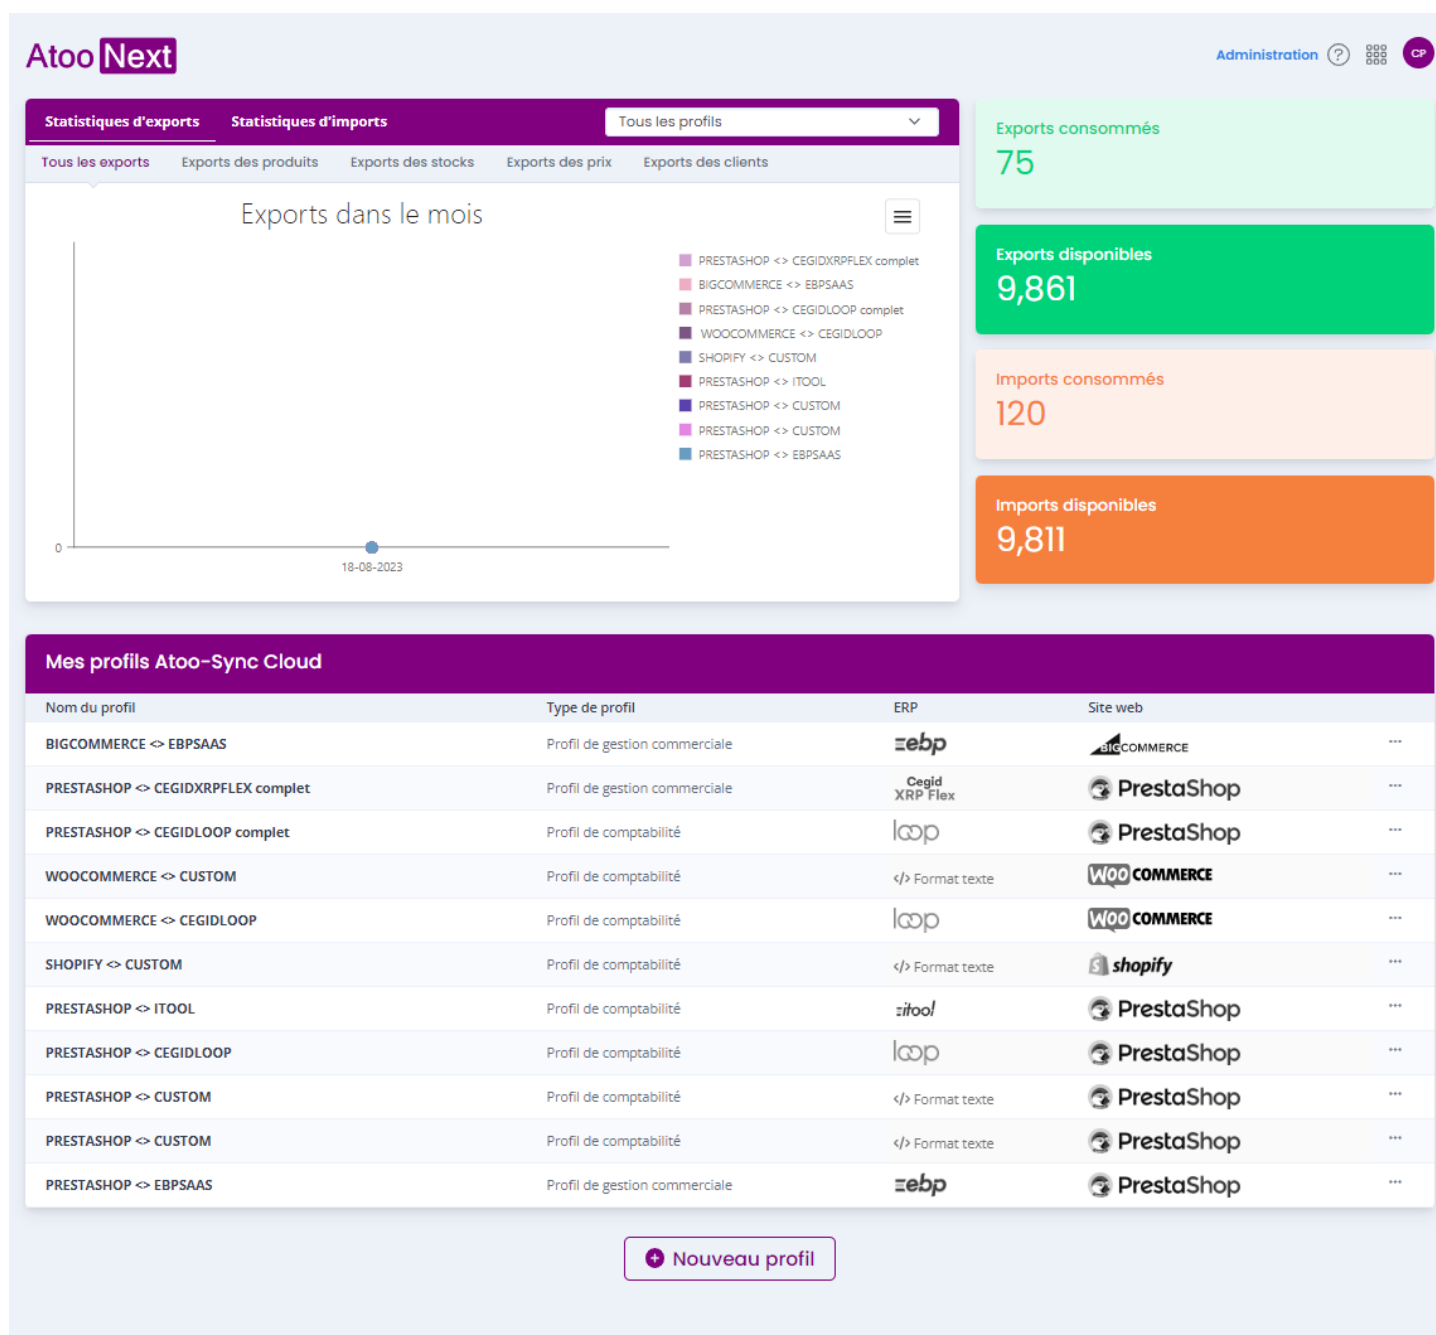 Atoo Next
Administration ? CP
Statistiques d'exports Statistiques d'imports Tous les profils
Tous les exports Exports des produits Exports des stocks Exports des prix Exports des clients
Exports dans le mois
PRESTASHOP <> CEGIDXRPFLEX complet
BIGCOMMERCE <> EBPSAAS
PRESTASHOP <> CEGIDLOOP complet
WOOCOMMERCE <> CEGIDLOOP
SHOPIFY <> CUSTOM
PRESTASHOP <> ITOOL
PRESTASHOP <> CUSTOM
PRESTASHOP <> CUSTOM
PRESTASHOP <> EBPSAAS
0
18-08-2023
Exports consommés
75
Exports disponibles
9,861
Imports consommés
120
Imports disponibles
9,811
Mes profils Atoo-Sync Cloud
Nom du profil Type de profil ERP Site web
BIGCOMMERCE <> EBPSAAS Profil de gestion commerciale ebp BIGCOMMERCE ...
PRESTASHOP <> CEGIDXRPFLEX complet Profil de gestion commerciale Cegid XRP Flex PrestaShop ...
PRESTASHOP <> CEGIDLOOP complet Profil de comptabilité loop PrestaShop ...
WOOCOMMERCE <> CUSTOM Profil de comptabilité </> Format texte WOO COMMERCE ...
WOOCOMMERCE <> CEGIDLOOP Profil de comptabilité loop WOO COMMERCE ...
SHOPIFY <> CUSTOM Profil de comptabilité </> Format texte shopify ...
PRESTASHOP <> ITOOL Profil de comptabilité itool PrestaShop ...
PRESTASHOP <> CEGIDLOOP Profil de comptabilité loop PrestaShop ...
PRESTASHOP <> CUSTOM Profil de comptabilité </> Format texte PrestaShop ...
PRESTASHOP <> CUSTOM Profil de comptabilité </> Format texte PrestaShop ...
PRESTASHOP <> EBPSAAS Profil de gestion commerciale ebp PrestaShop ...
Nouveau profil